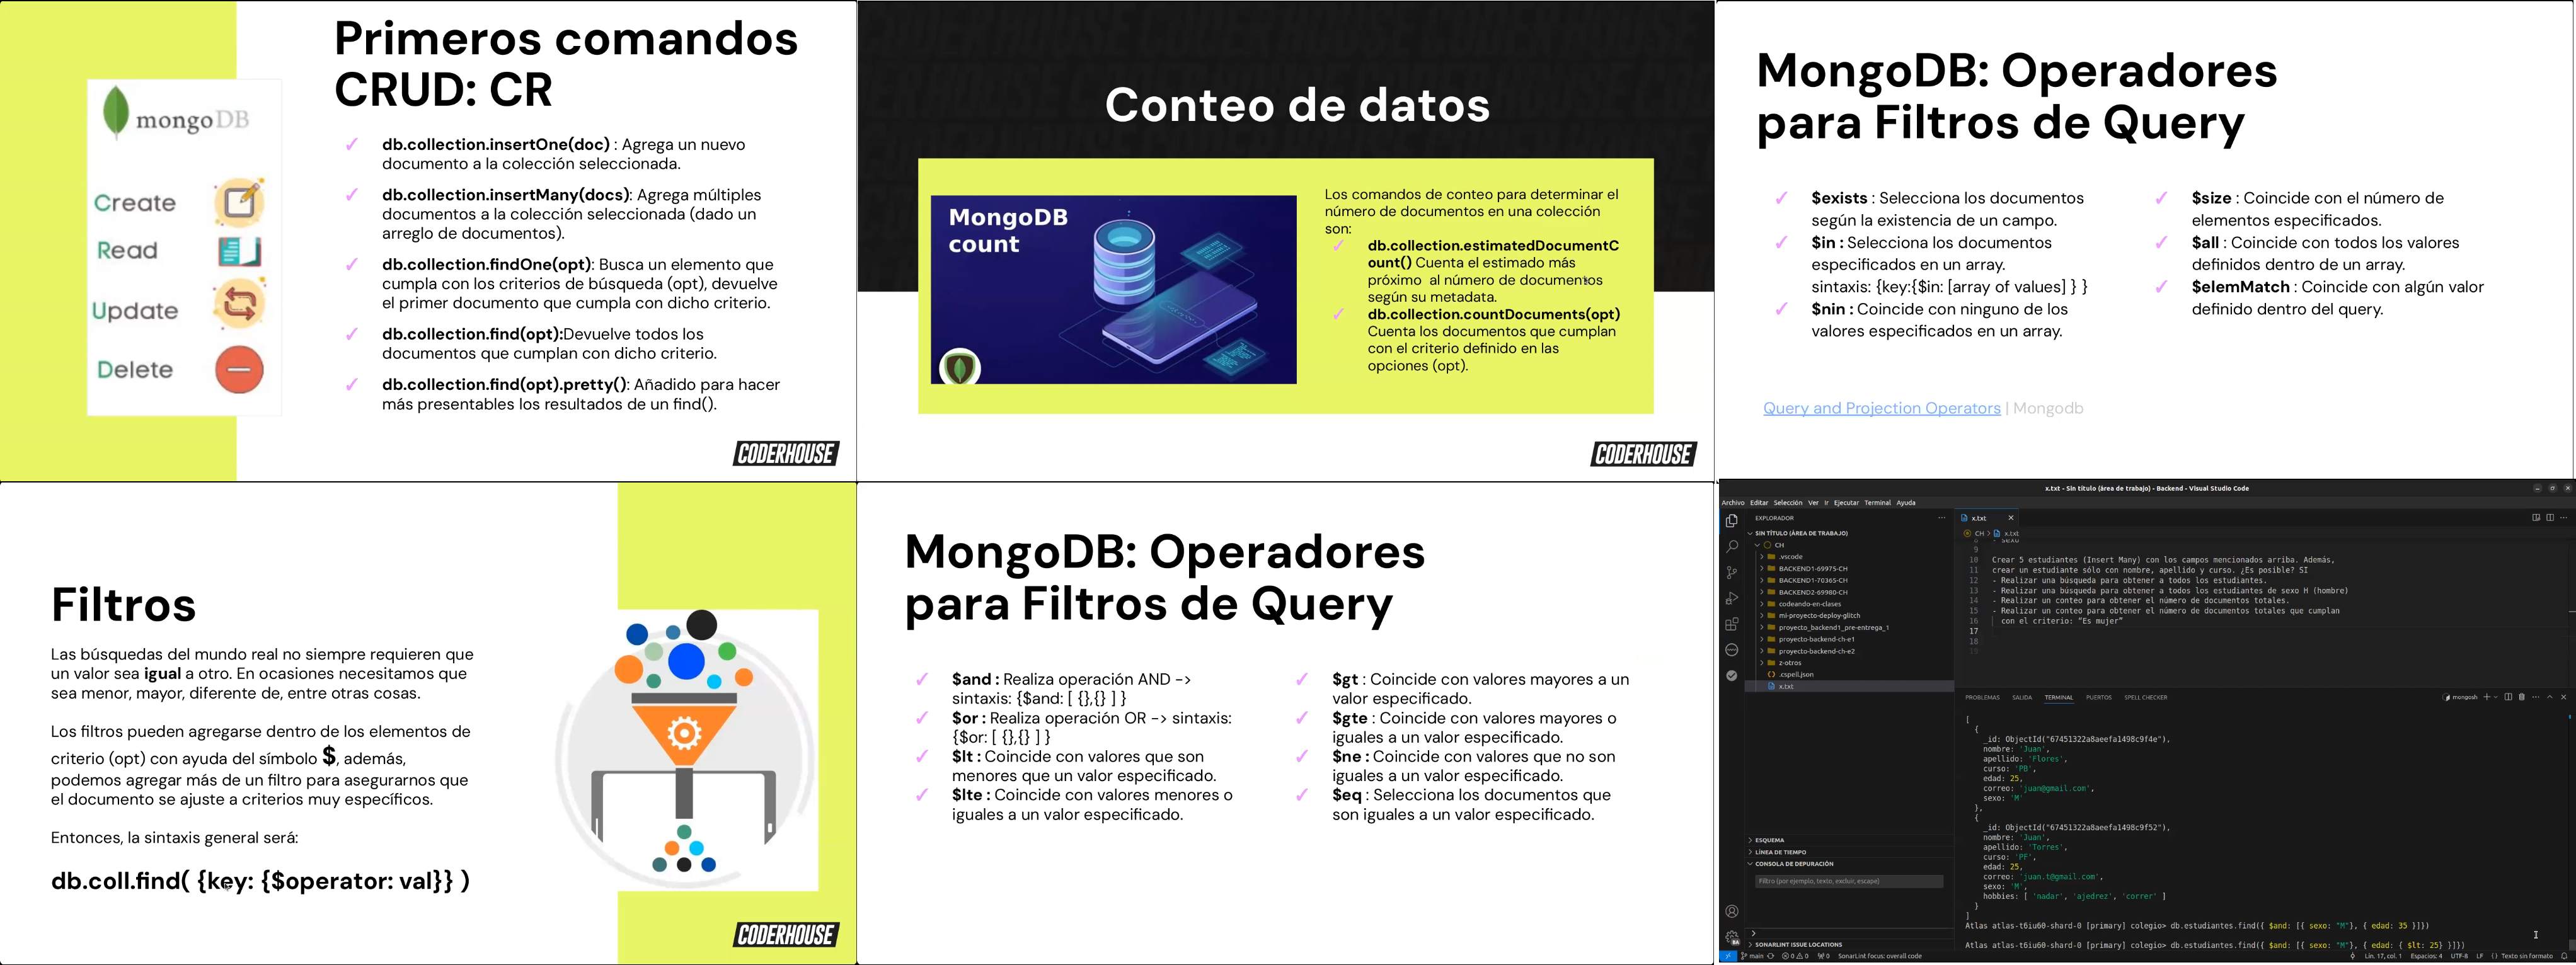 Primeros comandos
CRUD: CR
mongoDB
Create
Read
Update
Delete
✓ db.collection.insertOne(doc) : Agrega un nuevo
documento a la colección seleccionada.
✓ db.collection.insertMany(docs): Agrega múltiples
documentos a la colección seleccionada (dado un
arreglo de documentos).
✓ db.collection.findOne(opt): Busca un elemento que
cumpla con los criterios de búsqueda (opt), devuelve
el primer documento que cumpla con dicho criterio.
✓ db.collection.find(opt):Devuelve todos los
documentos que cumplan con dicho criterio.
✓ db.collection.find(opt).pretty(): Añadido para hacer
más presentables los resultados de un find().
CODERHOUSE
Conteo de datos
MongoDB
count
Los comandos de conteo para determinar el
número de documentos en una colección
son:
✓ db.collection.estimatedDocumentC
ount() Cuenta el estimado más
próximo al número de documentos
según su metadata.
✓ db.collection.countDocuments(opt)
Cuenta los documentos que cumplan
con el criterio definido en las
opciones (opt).
CODERHOUSE
MongoDB: Operadores
para Filtros de Query
✓ $exists : Selecciona los documentos
según la existencia de un campo.
✓ $in : Selecciona los documentos
especificados en un array.
sintaxis: {key:{$in: [array of values] } }
✓ $nin : Coincide con ninguno de los
valores especificados en un array.
✓ $size : Coincide con el número de
elementos especificados.
✓ $all : Coincide con todos los valores
definidos dentro de un array.
✓ $elemMatch : Coincide con algún valor
definido dentro del query.
Query and Projection Operators | Mongodb
Filtros
Las búsquedas del mundo real no siempre requieren que
un valor sea igual a otro. En ocasiones necesitamos que
sea menor, mayor, diferente de, entre otras cosas.
Los filtros pueden agregarse dentro de los elementos de
criterio (opt) con ayuda del símbolo $, además,
podemos agregar más de un filtro para asegurarnos que
el documento se ajuste a criterios muy específicos.
Entonces, la sintaxis general será:
db.coll.find( {key: {$operator: val}} )
CODERHOUSE
MongoDB: Operadores
para Filtros de Query
✓ $and : Realiza operación AND ->
sintaxis: {$and: [ {},{} ] }
✓ $or : Realiza operación OR -> sintaxis:
{$or: [ {},{} ] }
✓ $lt : Coincide con valores que son
menores que un valor especificado.
✓ $lte : Coincide con valores menores o
iguales a un valor especificado.
✓ $gt : Coincide con valores mayores a un
valor especificado.
✓ $gte : Coincide con valores mayores o
iguales a un valor especificado.
✓ $ne : Coincide con valores que no son
iguales a un valor especificado.
✓ $eq : Selecciona los documentos que
son iguales a un valor especificado.
x.txt - Sin título (área de trabajo) - Backend - Visual Studio Code
Archivo Editar Selección Ver Ir Ejecutar Terminal Ayuda
EXPLORADOR
SIN TÍTULO (ÁREA DE TRABAJO)
CH
.vscode
BACKEND1-69975-CH
BACKEND1-70365-CH
BACKEND2-69980-CH
codeando-en-clases
mi-proyecto-deploy-glitch
proyecto_backend1_pre-entrega_1
proyecto-backend-ch-e1
proyecto-backend-ch-e2
z-otros
.cspell.json
x.txt
ESQUEMA
LÍNEA DE TIEMPO
CONSOLA DE DEPURACIÓN
Filtro (por ejemplo, texto, excluir, escape)
SONARLINT ISSUE LOCATIONS
x.txt
CH > x.txt
8 - sexo
9
10 Crear 5 estudiantes (Insert Many) con los campos mencionados arriba. Además,
11 crear un estudiante sólo con nombre, apellido y curso. ¿Es posible? SI
12 - Realizar una búsqueda para obtener a todos los estudiantes.
13 - Realizar una búsqueda para obtener a todos los estudiantes de sexo H (hombre)
14 - Realizar un conteo para obtener el número de documentos totales.
15 - Realizar un conteo para obtener el número de documentos totales que cumplan
16 con el criterio: “Es mujer”
17
18
19
PROBLEMAS SALIDA TERMINAL PUERTOS SPELL CHECKER
mongosh
[
{
_id: ObjectId("67451322a8aeefa1498c9f4e"),
nombre: 'Juan',
apellido: 'Flores',
curso: 'PB',
edad: 25,
correo: 'juan@gmail.com',
sexo: 'M'
},
{
_id: ObjectId("67451322a8aeefa1498c9f52"),
nombre: 'Juan',
apellido: 'Torres',
curso: 'PF',
edad: 25,
correo: 'juan.t@gmail.com',
sexo: 'M',
hobbies: [ 'nadar', 'ajedrez', 'correr' ]
}
]
Atlas atlas-t6iu60-shard-0 [primary] colegio> db.estudiantes.find({ $and: [{ sexo: "M"}, { edad: 35 }]})
Atlas atlas-t6iu60-shard-0 [primary] colegio> db.estudiantes.find({ $and: [{ sexo: "M"}, { edad: { $lt: 25} }]})
main 0 0 0 SonarLint focus: overall code
Lín. 17, col. 1 Espacios: 4 UTF-8 LF Texto sin formato